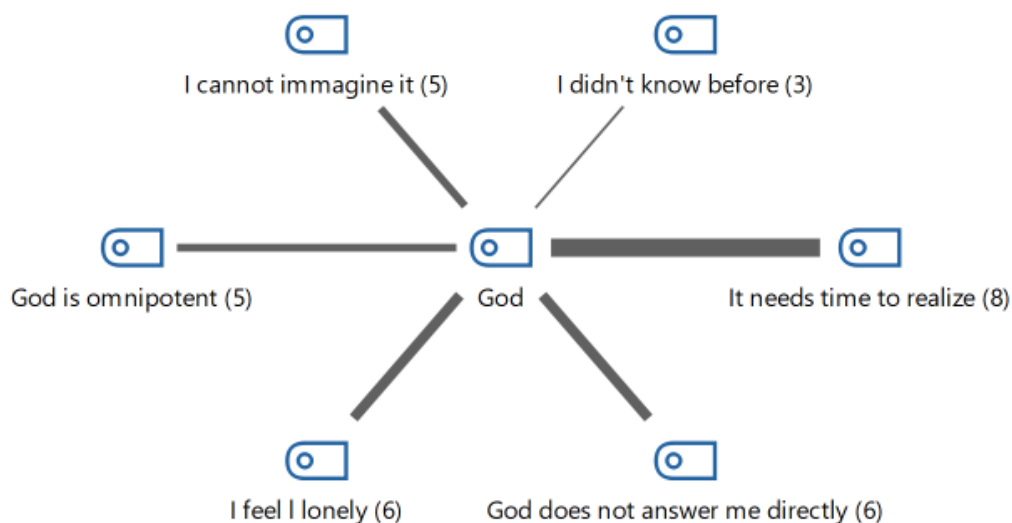 I cannot immagine it (5)
I didn't know before (3)
God is omnipotent (5)
God
It needs time to realize (8)
I feel l lonely (6)
God does not answer me directly (6)